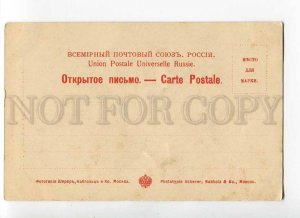 ВСЕМІРНЫЙ ПОЧТОВЫЙ СОЮЗЪ. РОССІЯ.
Union Postale Universelle Russie.
Открытое письмо. — Carte Postale.
МѢСТО
ДЛЯ
МАРКИ.
NOT FOR COPY
Фототипія Шереръ, Набгольцъ и Ко. Москва.
Phototypie Scherer, Nabholz & Co., Moscou.